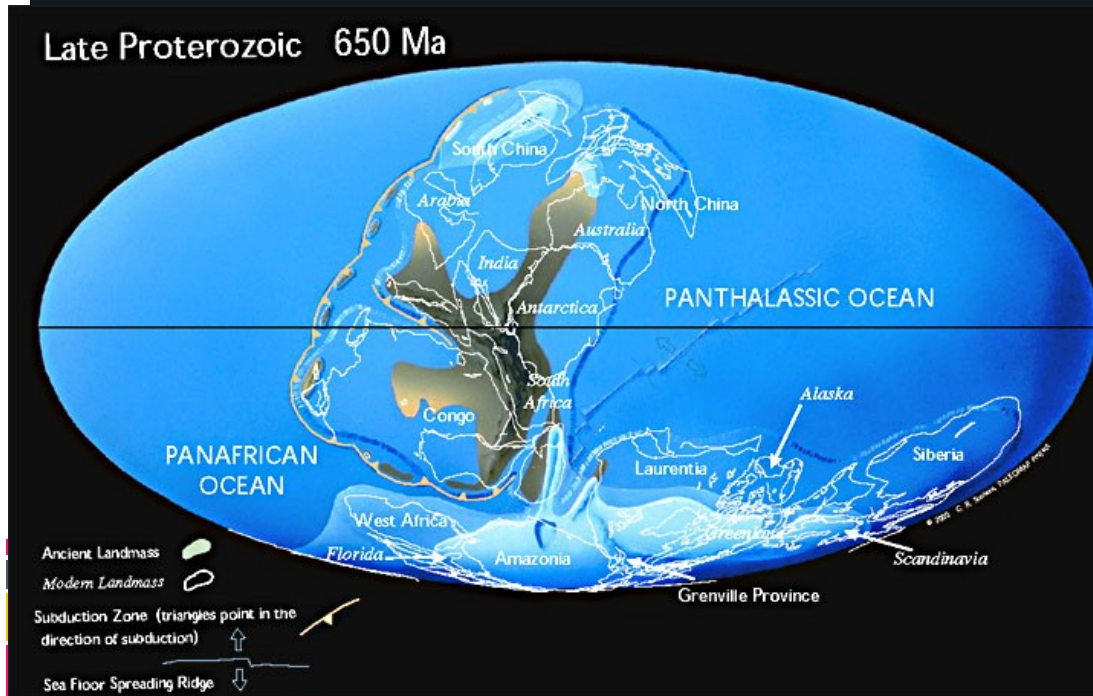 Late Proterozoic 650 Ma
South China
Arabia
North China
Australia
India
Antarctica
PANTHALASSIC OCEAN
South
Africa
Alaska
Congo
PANAFRICAN
OCEAN
Laurentia
Siberia
West Africa
Greenland
Florida
Amazonia
Scandinavia
Grenville Province
Ancient Landmass
Modern Landmass
Subduction Zone (triangles point in the
direction of subduction)
Sea Floor Spreading Ridge